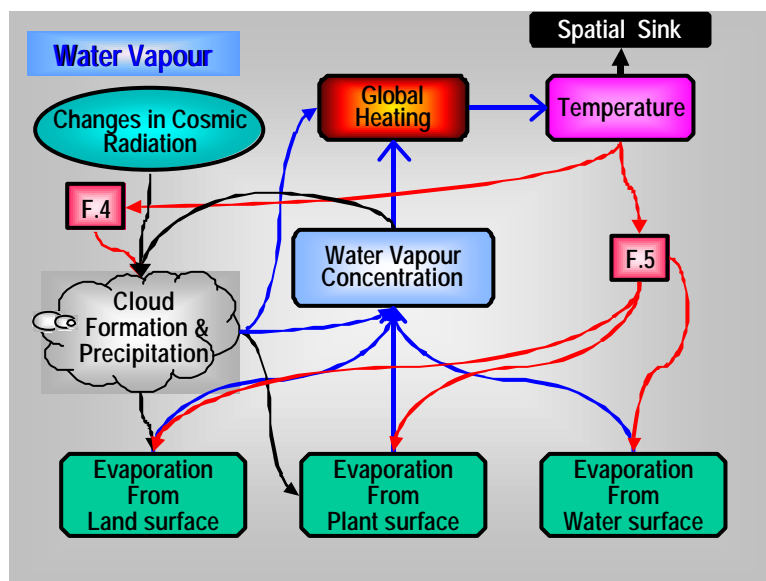 Spatial Sink
Water Vapour
Global
Heating
Temperature
Changes in Cosmic
Radiation
F.4
Water Vapour
Concentration
F.5
Cloud
Formation &
Precipitation
Evaporation
From
Land surface
Evaporation
From
Plant surface
Evaporation
From
Water surface